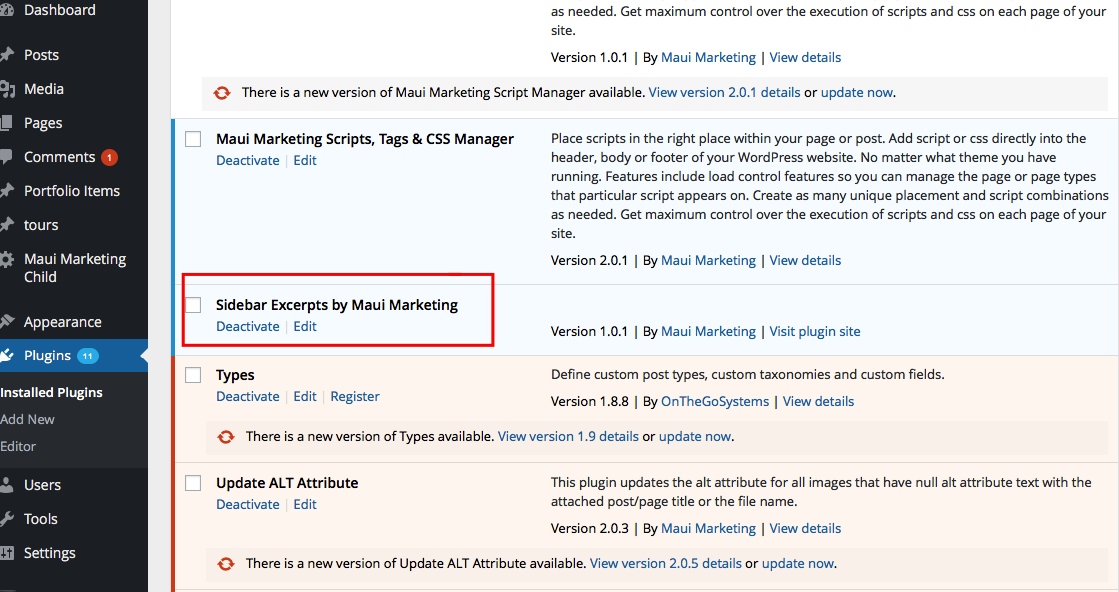 Dashboard
Posts
Media
Pages
Comments 1
Portfolio Items
tours
Maui Marketing
Child
Appearance
Plugins 11
Installed Plugins
Add New
Editor
Users
Tools
Settings
as needed. Get maximum control over the execution of scripts and css on each page of your
site.
Version 1.0.1 | By Maui Marketing | View details
There is a new version of Maui Marketing Script Manager available. View version 2.0.1 details or update now.
Maui Marketing Scripts, Tags & CSS Manager
Deactivate | Edit
Place scripts in the right place within your page or post. Add script or css directly into the
header, body or footer of your WordPress website. No matter what theme you have
running. Features include load control features so you can manage the page or page types
that particular script appears on. Create as many unique placement and script combinations
as needed. Get maximum control over the execution of scripts and css on each page of your
site.
Version 2.0.1 | By Maui Marketing | View details
Sidebar Excerpts by Maui Marketing
Deactivate | Edit
Version 1.0.1 | By Maui Marketing | Visit plugin site
Types
Deactivate | Edit | Register
Define custom post types, custom taxonomies and custom fields.
Version 1.8.8 | By OnTheGoSystems | View details
There is a new version of Types available. View version 1.9 details or update now.
Update ALT Attribute
Deactivate | Edit
This plugin updates the alt attribute for all images that have null alt attribute text with the
attached post/page title or the file name.
Version 2.0.3 | By Maui Marketing | View details
There is a new version of Update ALT Attribute available. View version 2.0.5 details or update now.